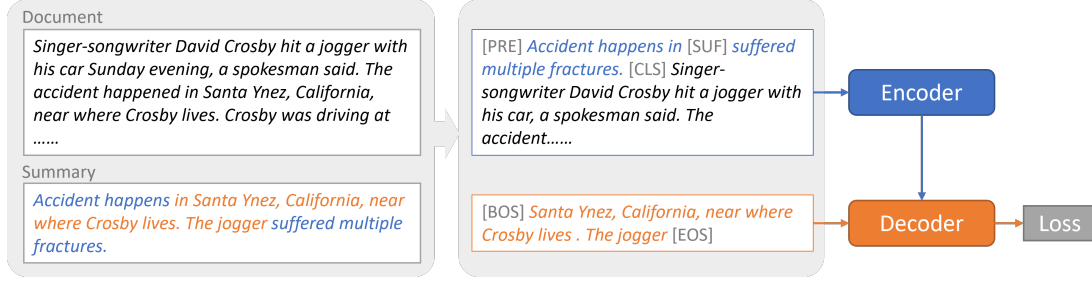 Document
Singer-songwriter David Crosby hit a jogger with
his car Sunday evening, a spokesman said. The
accident happened in Santa Ynez, California,
near where Crosby lives. Crosby was driving at
......
Summary
Accident happens in Santa Ynez, California, near
where Crosby lives. The jogger suffered multiple
fractures.
[PRE] Accident happens in [SUF] suffered
multiple fractures. [CLS] Singer-
songwriter David Crosby hit a jogger with
his car, a spokesman said. The
accident......
[BOS] Santa Ynez, California, near where
Crosby lives . The jogger [EOS]
Encoder
Decoder
Loss